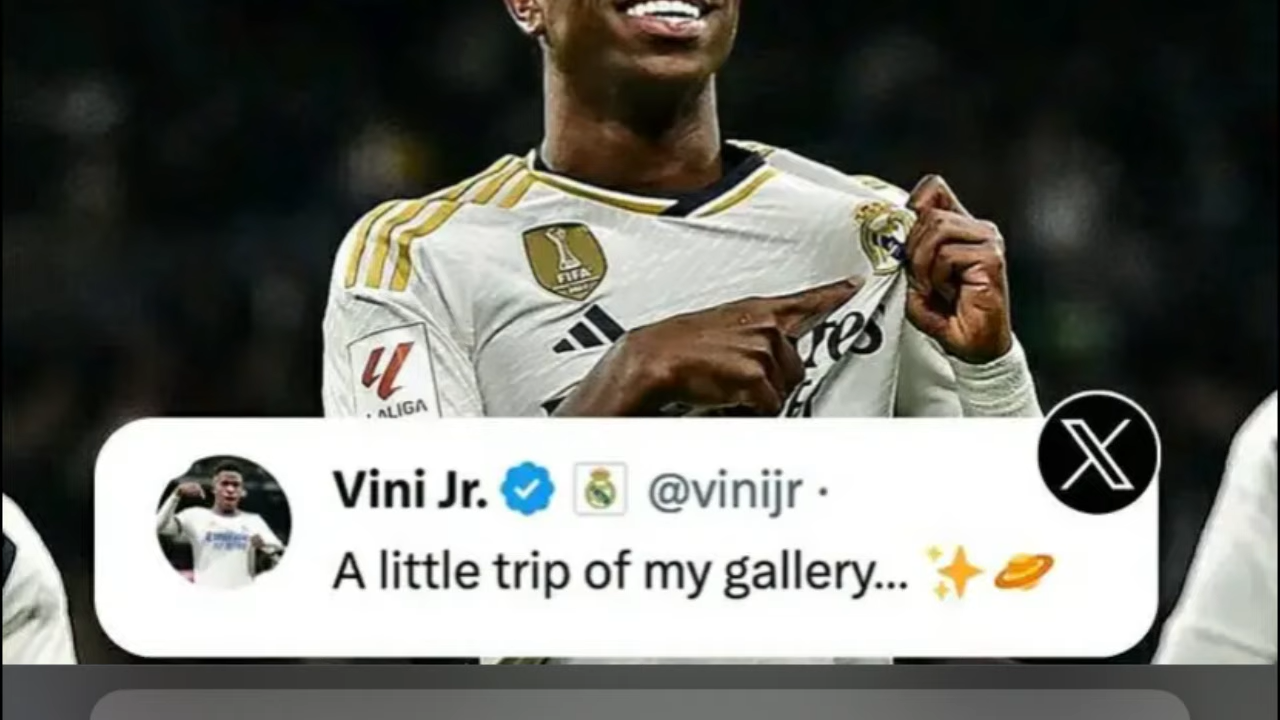 FIFA
LALIGA
Vini Jr. @vinijr ·
A little trip of my gallery... ✨🪐